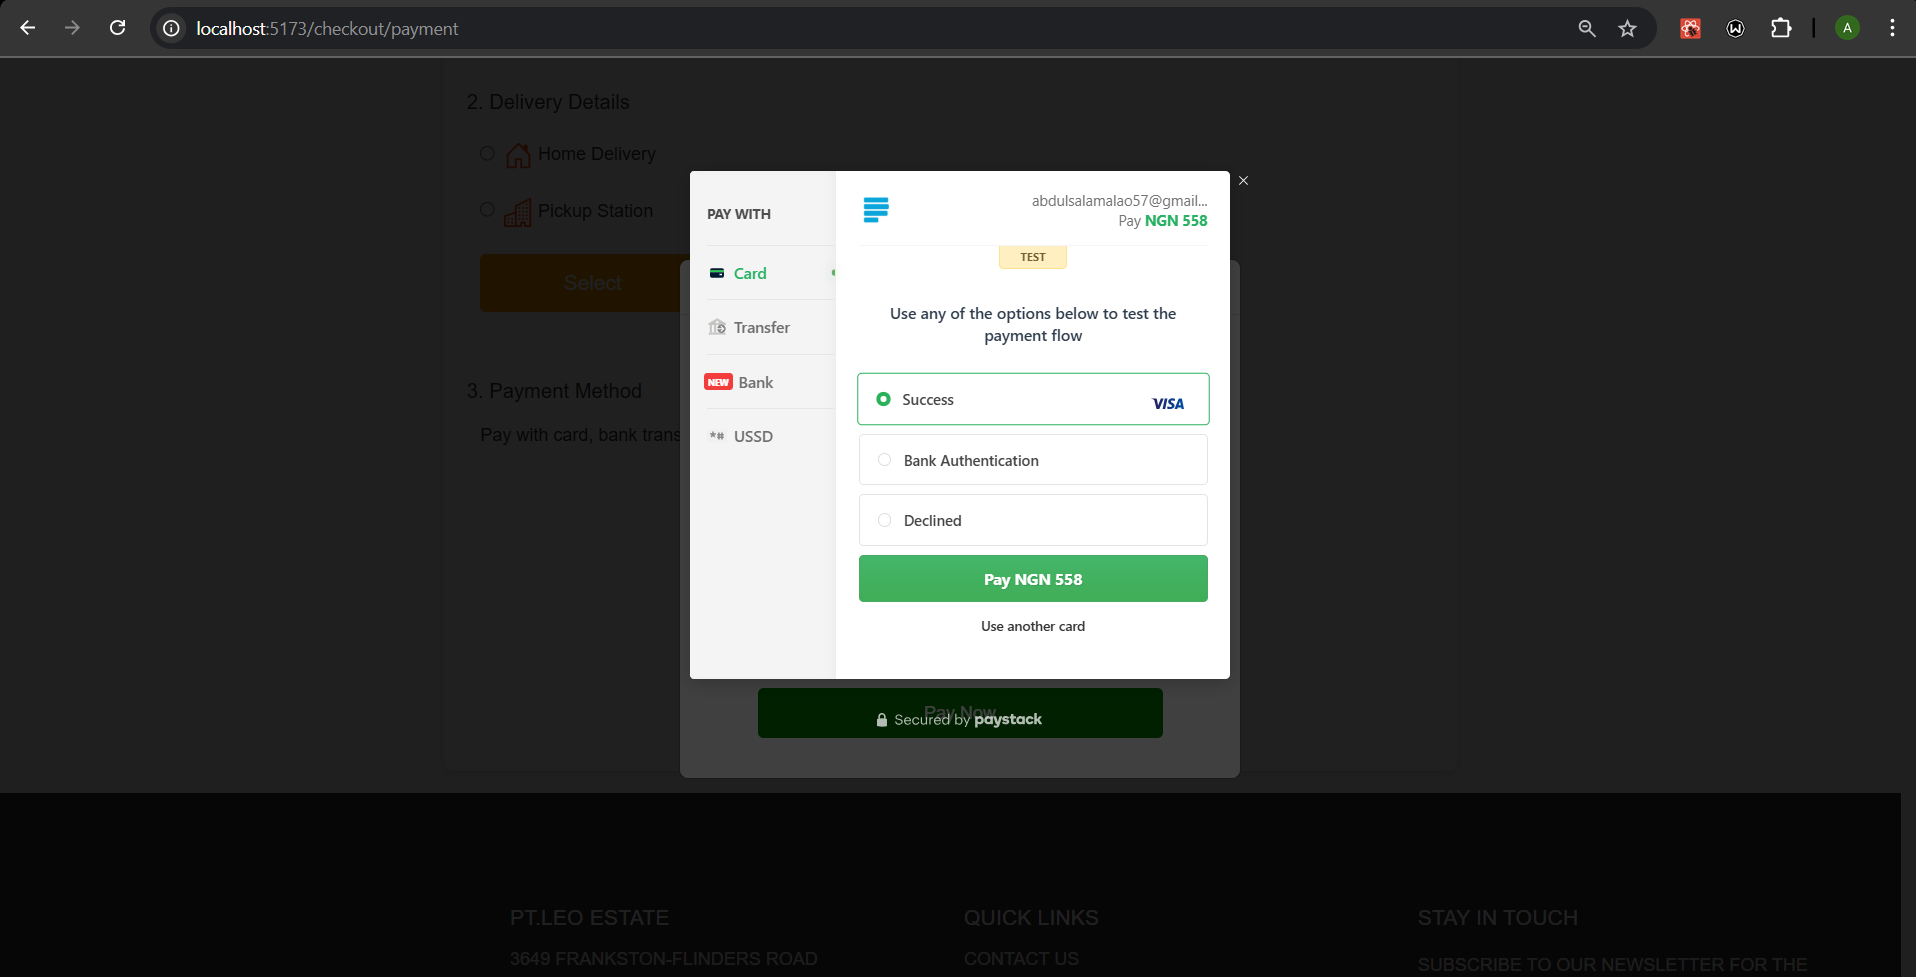 localhost:5173/checkout/payment
A
2. Delivery Details
Home Delivery
Pickup Station
Select
3. Payment Method
Pay with card, bank trans
PAY WITH
Card
Transfer
NEW Bank
*# USSD
abdulsalamalao57@gmail...
Pay NGN 558
TEST
Use any of the options below to test the
payment flow
Success
VISA
Bank Authentication
Declined
Pay NGN 558
Use another card
Pay Now
Secured by paystack
PT.LEO ESTATE
3649 FRANKSTON-FLINDERS ROAD
QUICK LINKS
CONTACT US
STAY IN TOUCH
SUBSCRIBE TO OUR NEWSLETTER FOR THE